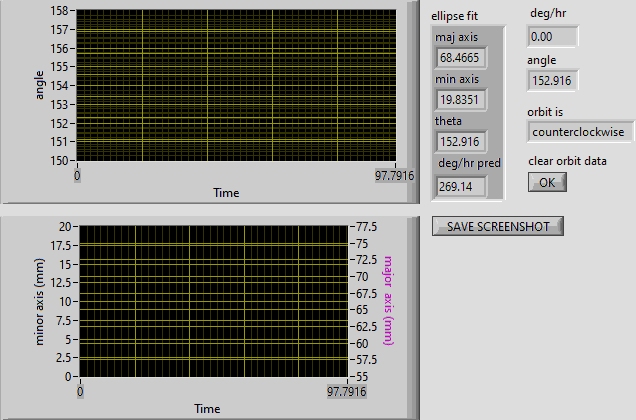 158
157
156
155
154
153
152
151
150
angle
0
97.7916
Time
ellipse fit
maj axis
68.4665
min axis
19.8351
theta
152.916
deg/hr pred
269.14
deg/hr
0.00
angle
152.916
orbit is
counterclockwise
clear orbit data
OK
SAVE SCREENSHOT
20
17.5
15
12.5
10
7.5
5
2.5
0
minor axis (mm)
77.5
75
72.5
70
67.5
65
62.5
60
57.5
55
major axis (mm)
0
97.7916
Time